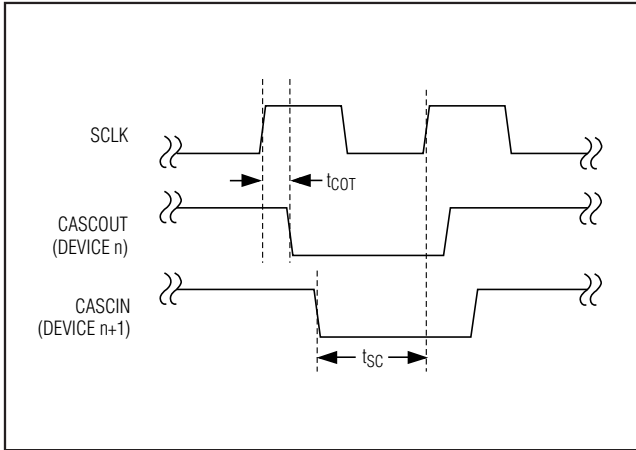 SCLK
tCOT
CASCOUT
(DEVICE n)
CASCIN
(DEVICE n+1)
tSC